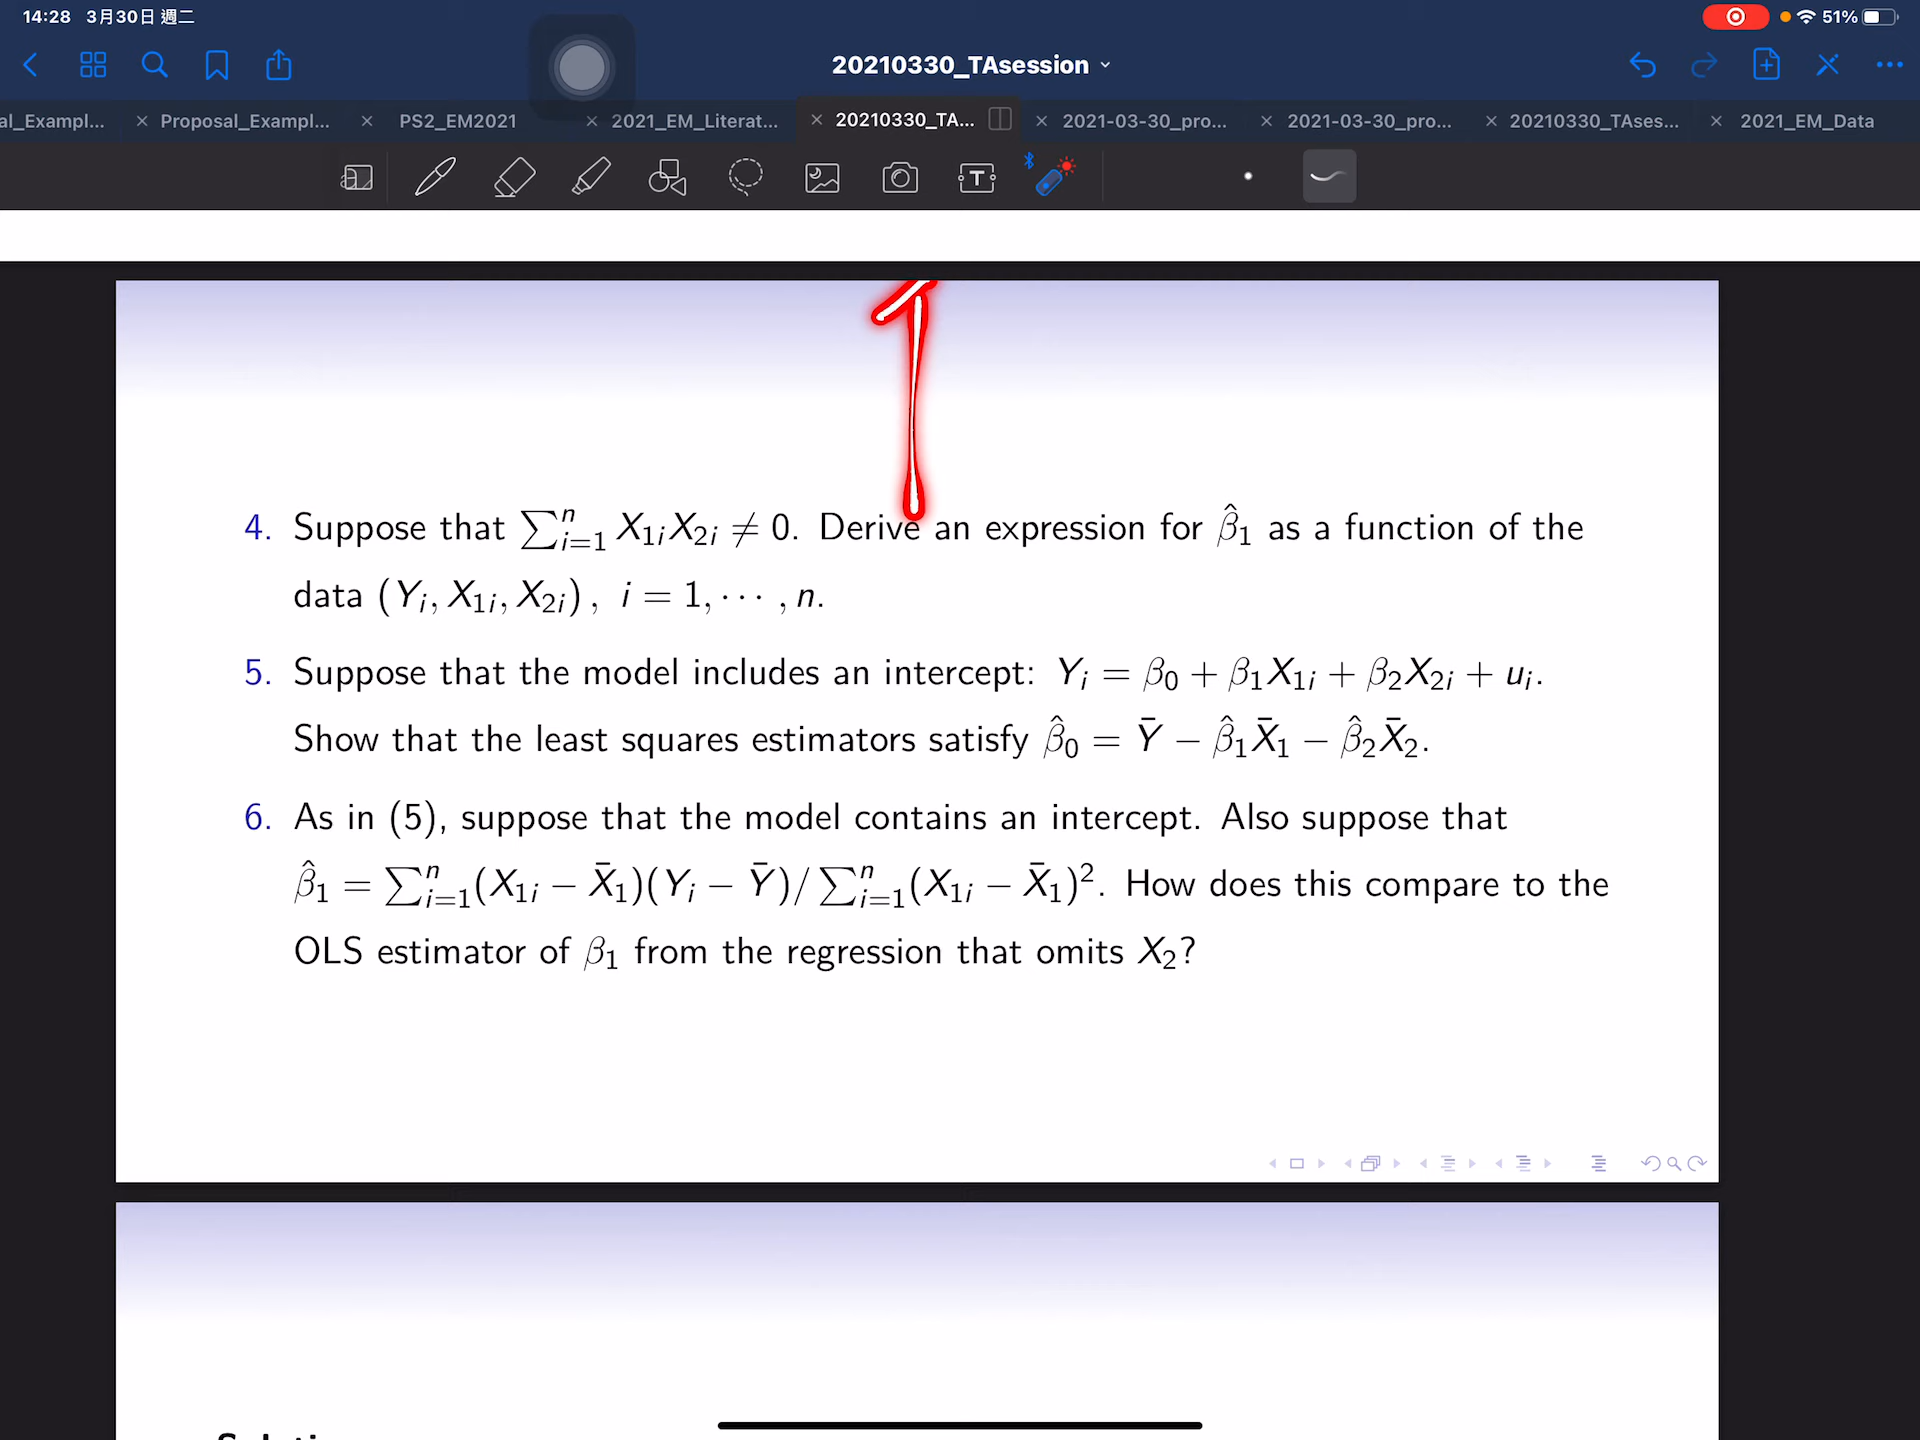 14:28 3月30日 週二
51%
20210330_TAsession
al_Exampl... Proposal_Exampl... PS2_EM2021 2021_EM_Literat... 20210330_TA... 2021-03-30_pro... 2021-03-30_pro... 20210330_TAses... 2021_EM_Data
1
4. Suppose that ∑ⁿᵢ₌₁ X₁ᵢX₂ᵢ ≠ 0. Derive an expression for β̂₁ as a function of the
data (Yᵢ, X₁ᵢ, X₂ᵢ), i = 1, ⋯ , n.
5. Suppose that the model includes an intercept: Yᵢ = β₀ + β₁X₁ᵢ + β₂X₂ᵢ + uᵢ.
Show that the least squares estimators satisfy β̂₀ = Ȳ − β̂₁X̄₁ − β̂₂X̄₂.
6. As in (5), suppose that the model contains an intercept. Also suppose that
β̂₁ = ∑ⁿᵢ₌₁(X₁ᵢ − X̄₁)(Yᵢ − Ȳ)/ ∑ⁿᵢ₌₁(X₁ᵢ − X̄₁)². How does this compare to the
OLS estimator of β₁ from the regression that omits X₂?